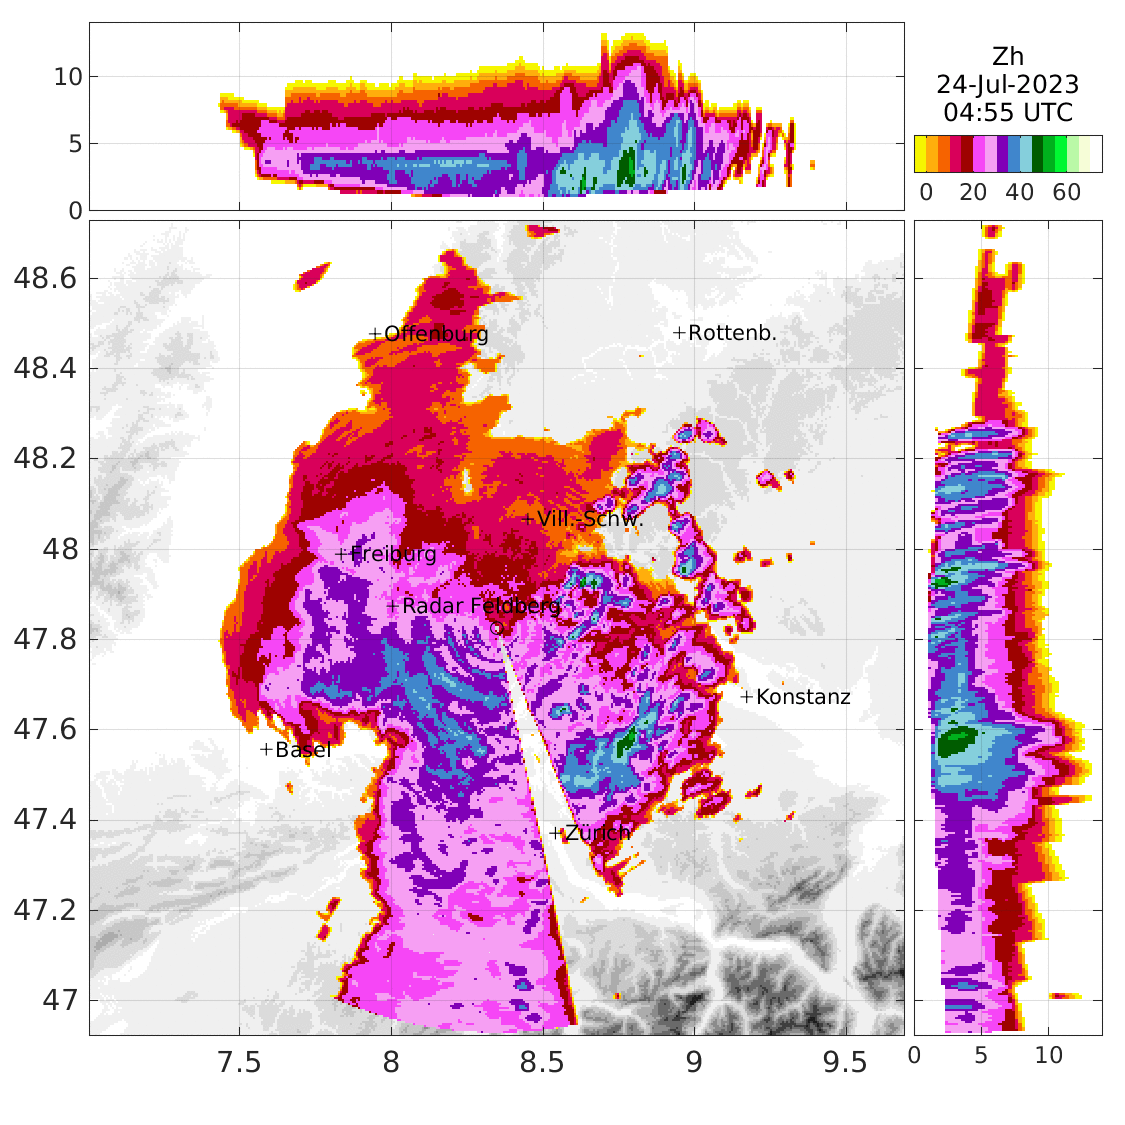 10
5
0
Zh
24-Jul-2023
04:55 UTC
0 20 40 60
48.6
48.4
48.2
48
47.8
47.6
47.4
47.2
47
+Offenburg
+Rottenb.
+Vill.-Schw.
+Freiburg
+Radar Feldberg
+Konstanz
+Basel
+Zurich
7.5 8 8.5 9 9.5
0 5 10